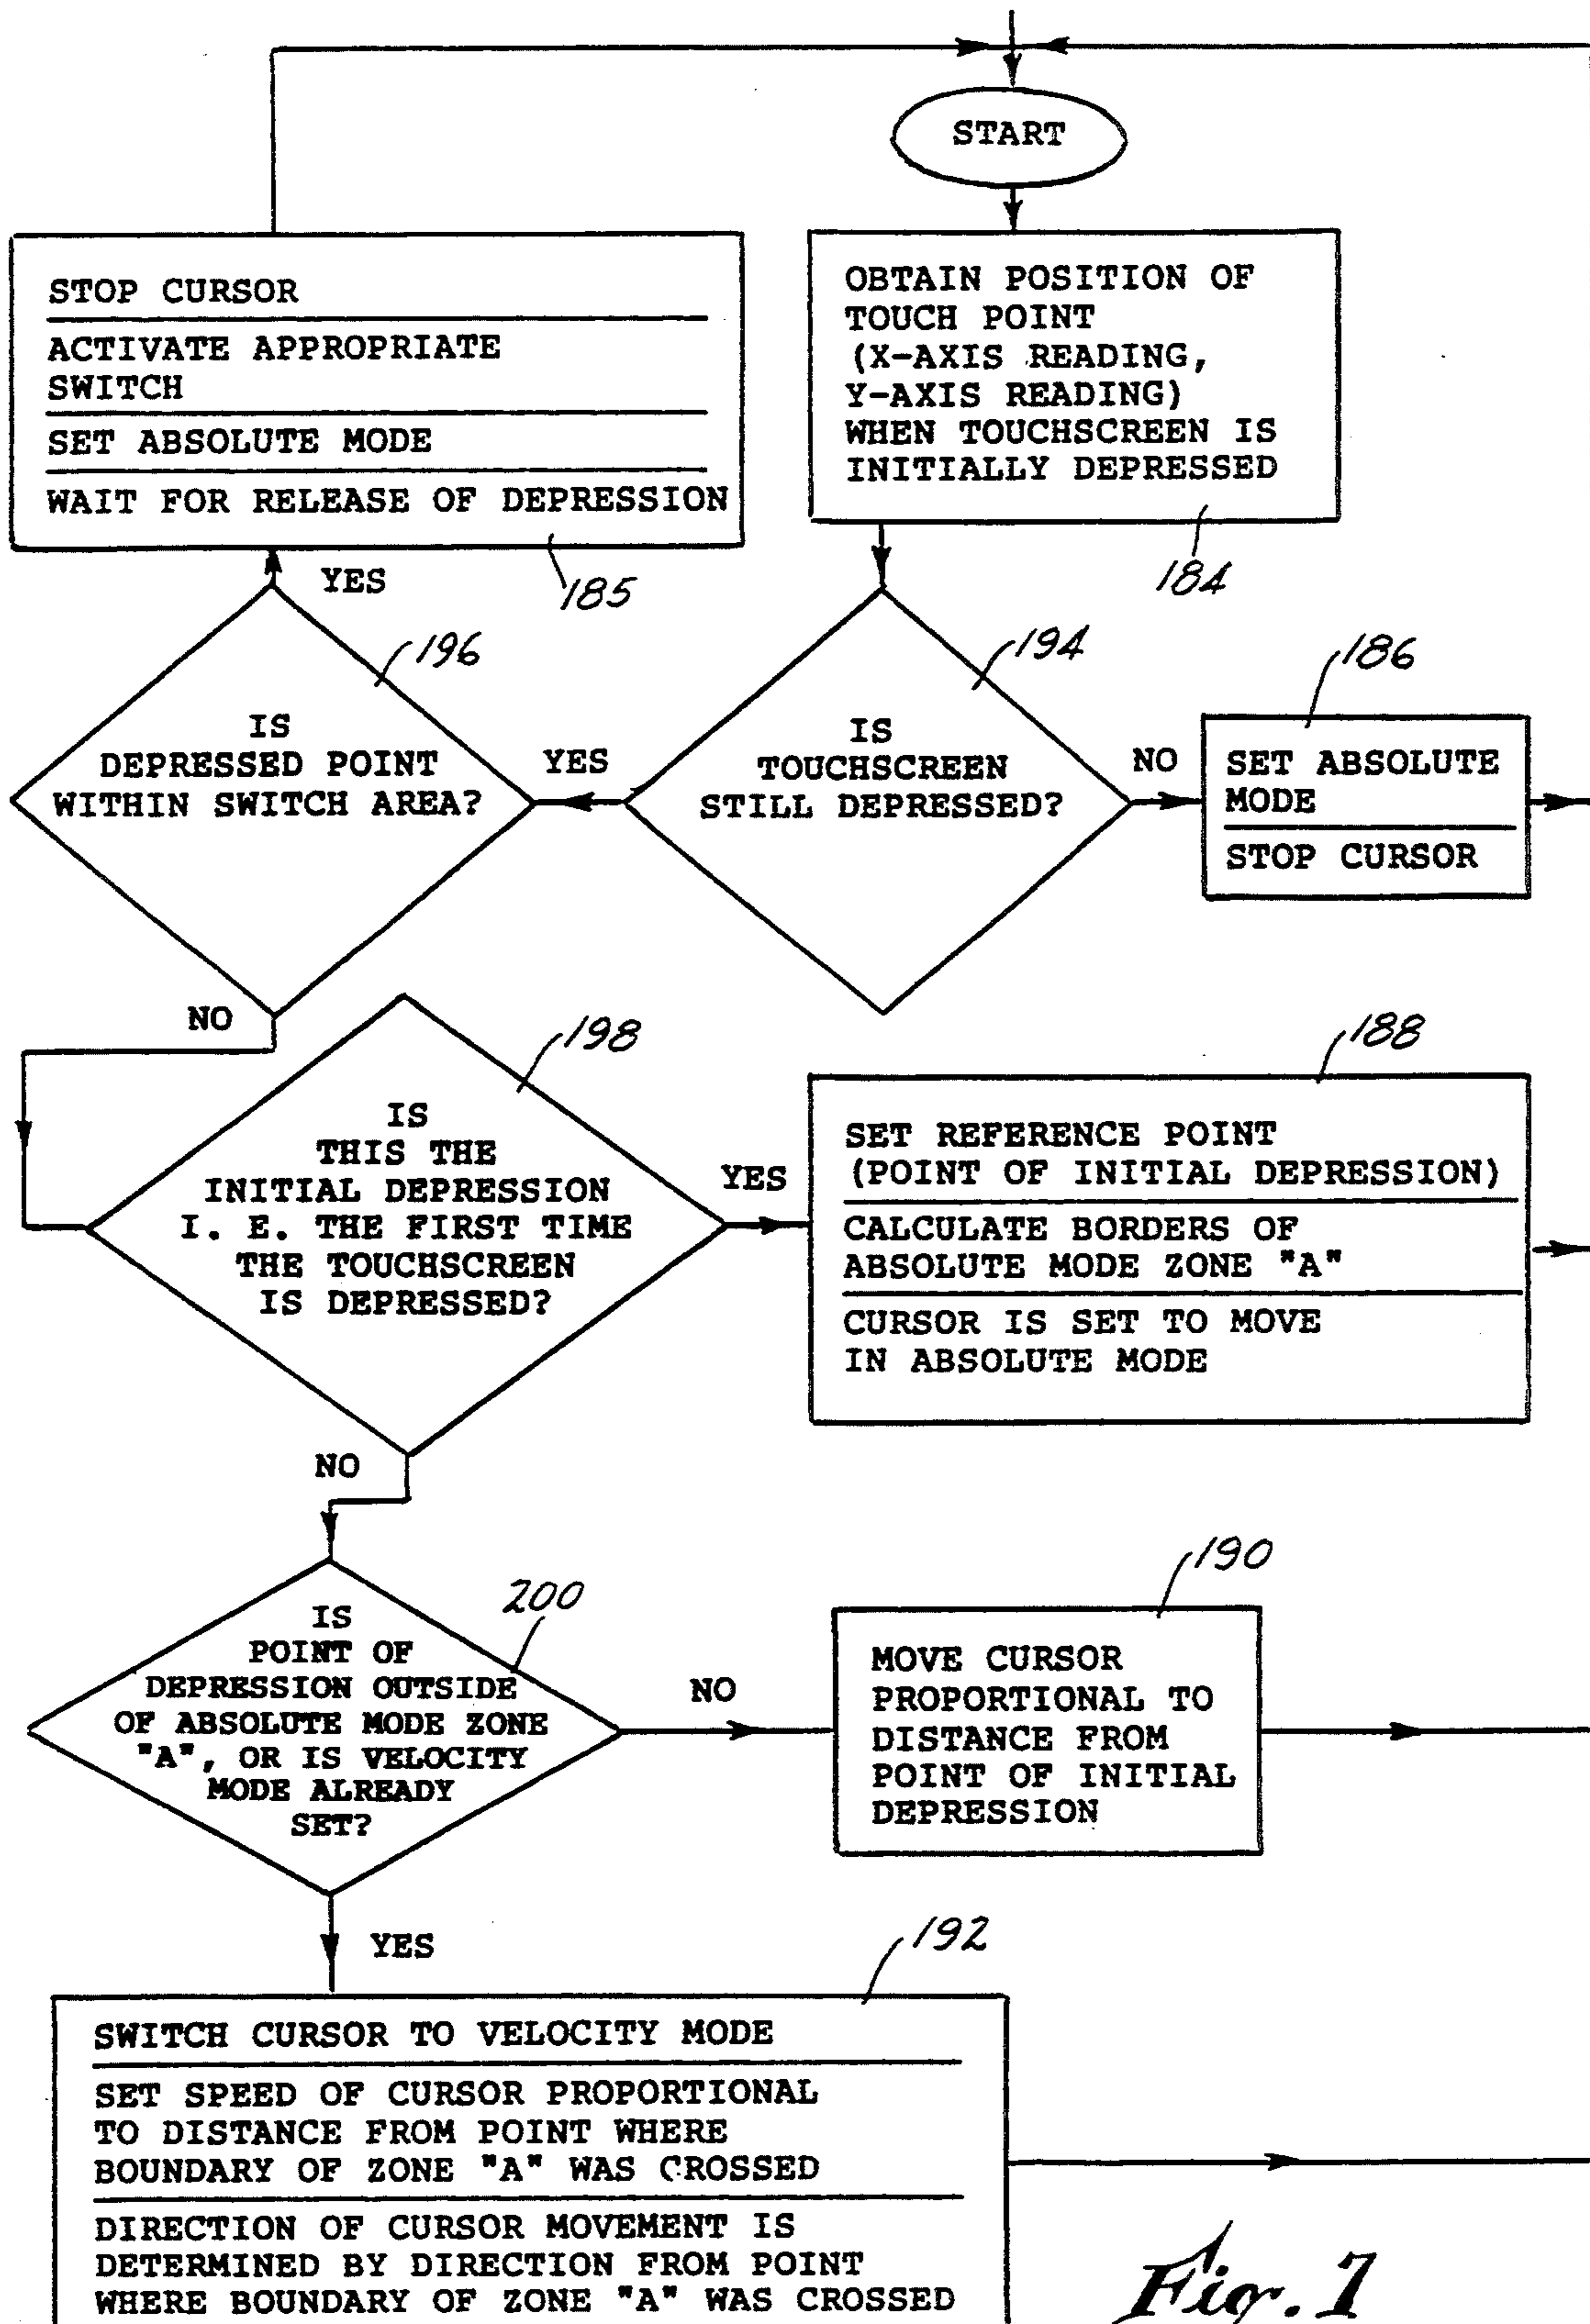 START
STOP CURSOR
ACTIVATE APPROPRIATE
SWITCH
SET ABSOLUTE MODE
WAIT FOR RELEASE OF DEPRESSION
185
OBTAIN POSITION OF
TOUCH POINT
(X-AXIS READING,
Y-AXIS READING)
WHEN TOUCHSCREEN IS
INITIALLY DEPRESSED
184
YES
196
IS
DEPRESSED POINT
WITHIN SWITCH AREA?
YES
194
IS
TOUCHSCREEN
STILL DEPRESSED?
NO
186
SET ABSOLUTE
MODE
STOP CURSOR
NO
198
IS
THIS THE
INITIAL DEPRESSION
I. E. THE FIRST TIME
THE TOUCHSCREEN
IS DEPRESSED?
YES
188
SET REFERENCE POINT
(POINT OF INITIAL DEPRESSION)
CALCULATE BORDERS OF
ABSOLUTE MODE ZONE "A"
CURSOR IS SET TO MOVE
IN ABSOLUTE MODE
NO
200
IS
POINT OF
DEPRESSION OUTSIDE
OF ABSOLUTE MODE ZONE
"A", OR IS VELOCITY
MODE ALREADY
SET?
NO
190
MOVE CURSOR
PROPORTIONAL TO
DISTANCE FROM
POINT OF INITIAL
DEPRESSION
YES
192
SWITCH CURSOR TO VELOCITY MODE
SET SPEED OF CURSOR PROPORTIONAL
TO DISTANCE FROM POINT WHERE
BOUNDARY OF ZONE "A" WAS CROSSED
DIRECTION OF CURSOR MOVEMENT IS
DETERMINED BY DIRECTION FROM POINT
WHERE BOUNDARY OF ZONE "A" WAS CROSSED
Fig. 7